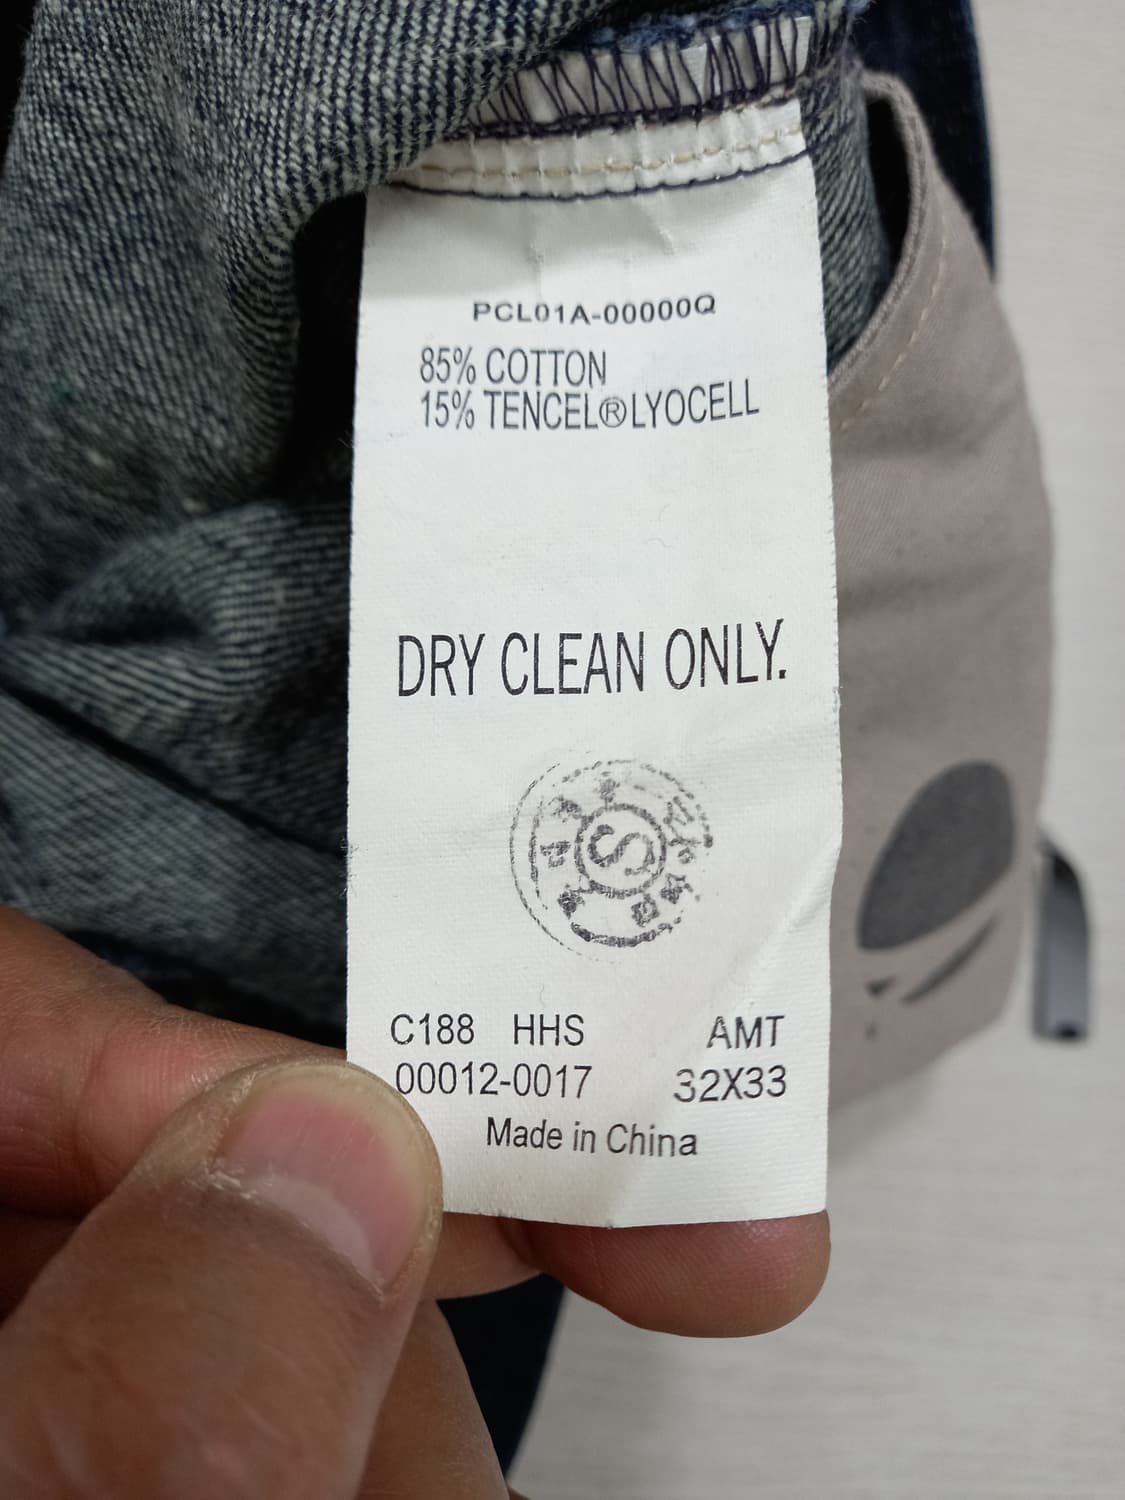 PCL01A-00000Q
85% COTTON
15% TENCEL®LYOCELL
DRY CLEAN ONLY.
S
C188 HHS AMT
00012-0017 32X33
Made in China